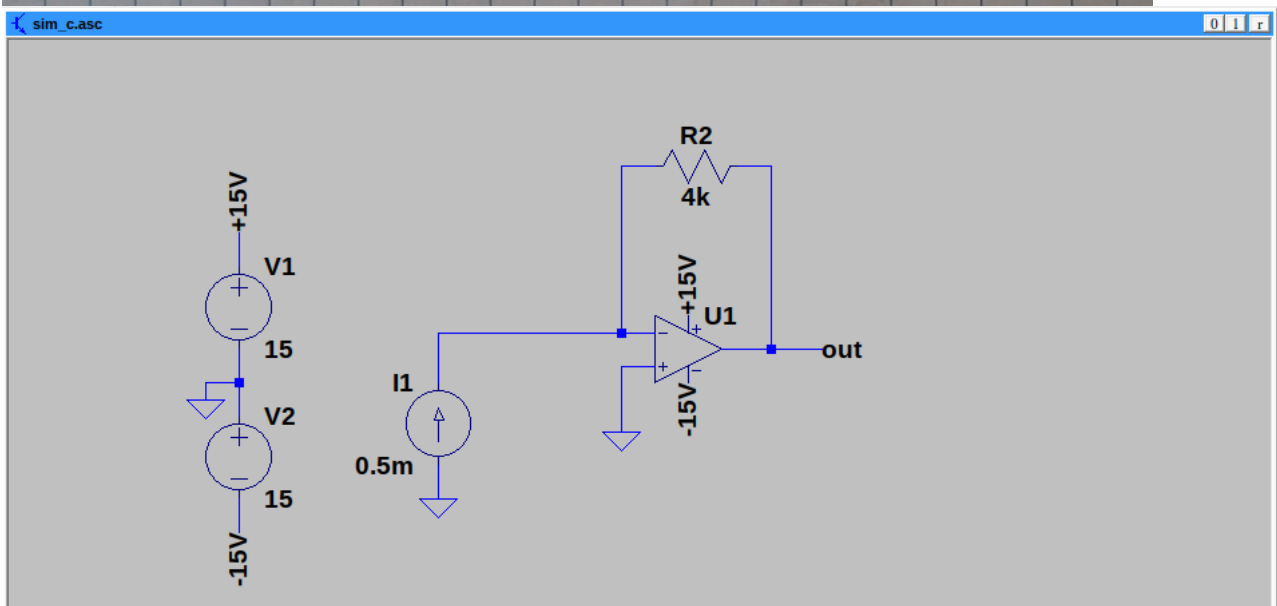 sim_c.asc
0 1 r
R2
4k
+15V
V1
15
V2
15
-15V
I1
0.5m
+15V
U1
-15V
out